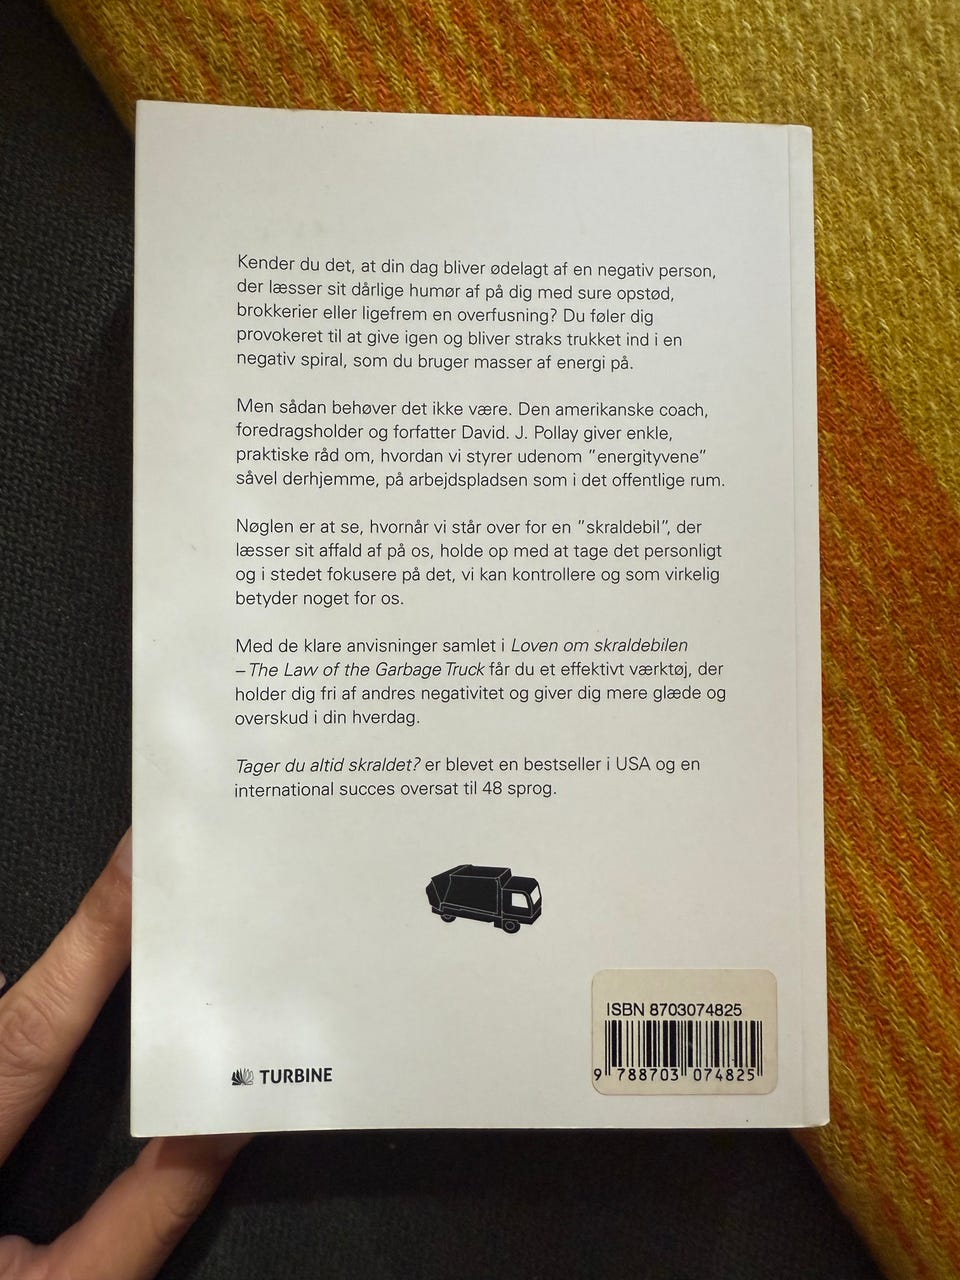 Kender du det, at din dag bliver ødelagt af en negativ person,
der læsser sit dårlige humør af på dig med sure opstød,
brokkerier eller ligefrem en overfusning? Du føler dig
provokeret til at give igen og bliver straks trukket ind i en
negativ spiral, som du bruger masser af energi på.
Men sådan behøver det ikke være. Den amerikanske coach,
foredragsholder og forfatter David. J. Pollay giver enkle,
praktiske råd om, hvordan vi styrer udenom ”energityvene”
såvel derhjemme, på arbejdspladsen som i det offentlige rum.
Nøglen er at se, hvornår vi står over for en ”skraldebil”, der
læsser sit affald af på os, holde op med at tage det personligt
og i stedet fokusere på det, vi kan kontrollere og som virkelig
betyder noget for os.
Med de klare anvisninger samlet i Loven om skraldebilen
– The Law of the Garbage Truck får du et effektivt værktøj, der
holder dig fri af andres negativitet og giver dig mere glæde og
overskud i din hverdag.
Tager du altid skraldet? er blevet en bestseller i USA og en
international succes oversat til 48 sprog.
ISBN 8703074825
9 788703 074825
TURBINE